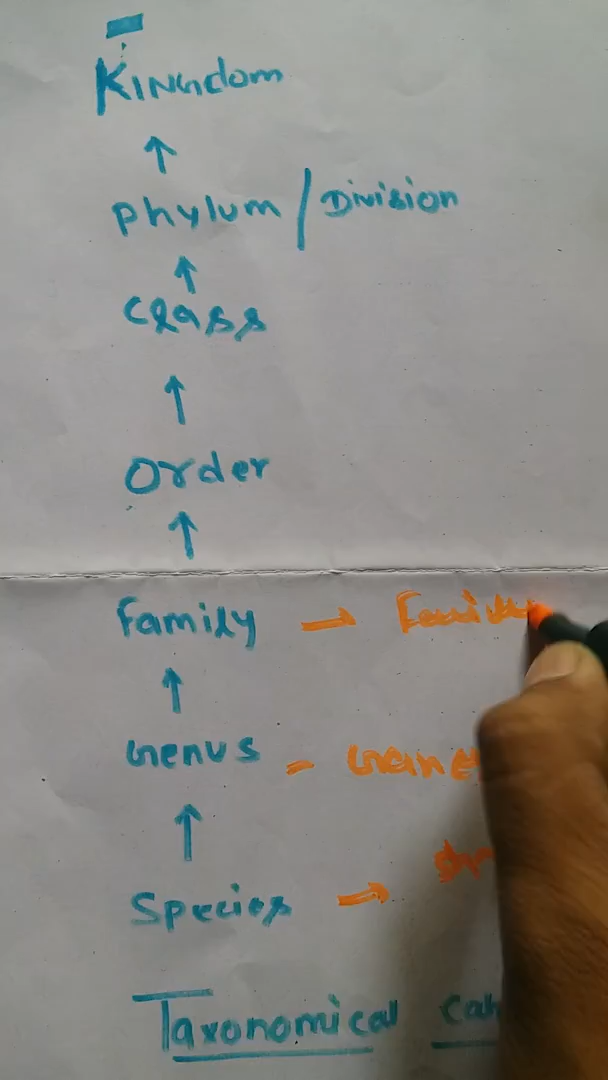 Kingdom
Phylum / Division
Class
Order
Family →
Genus -
Species →
Taxonomical